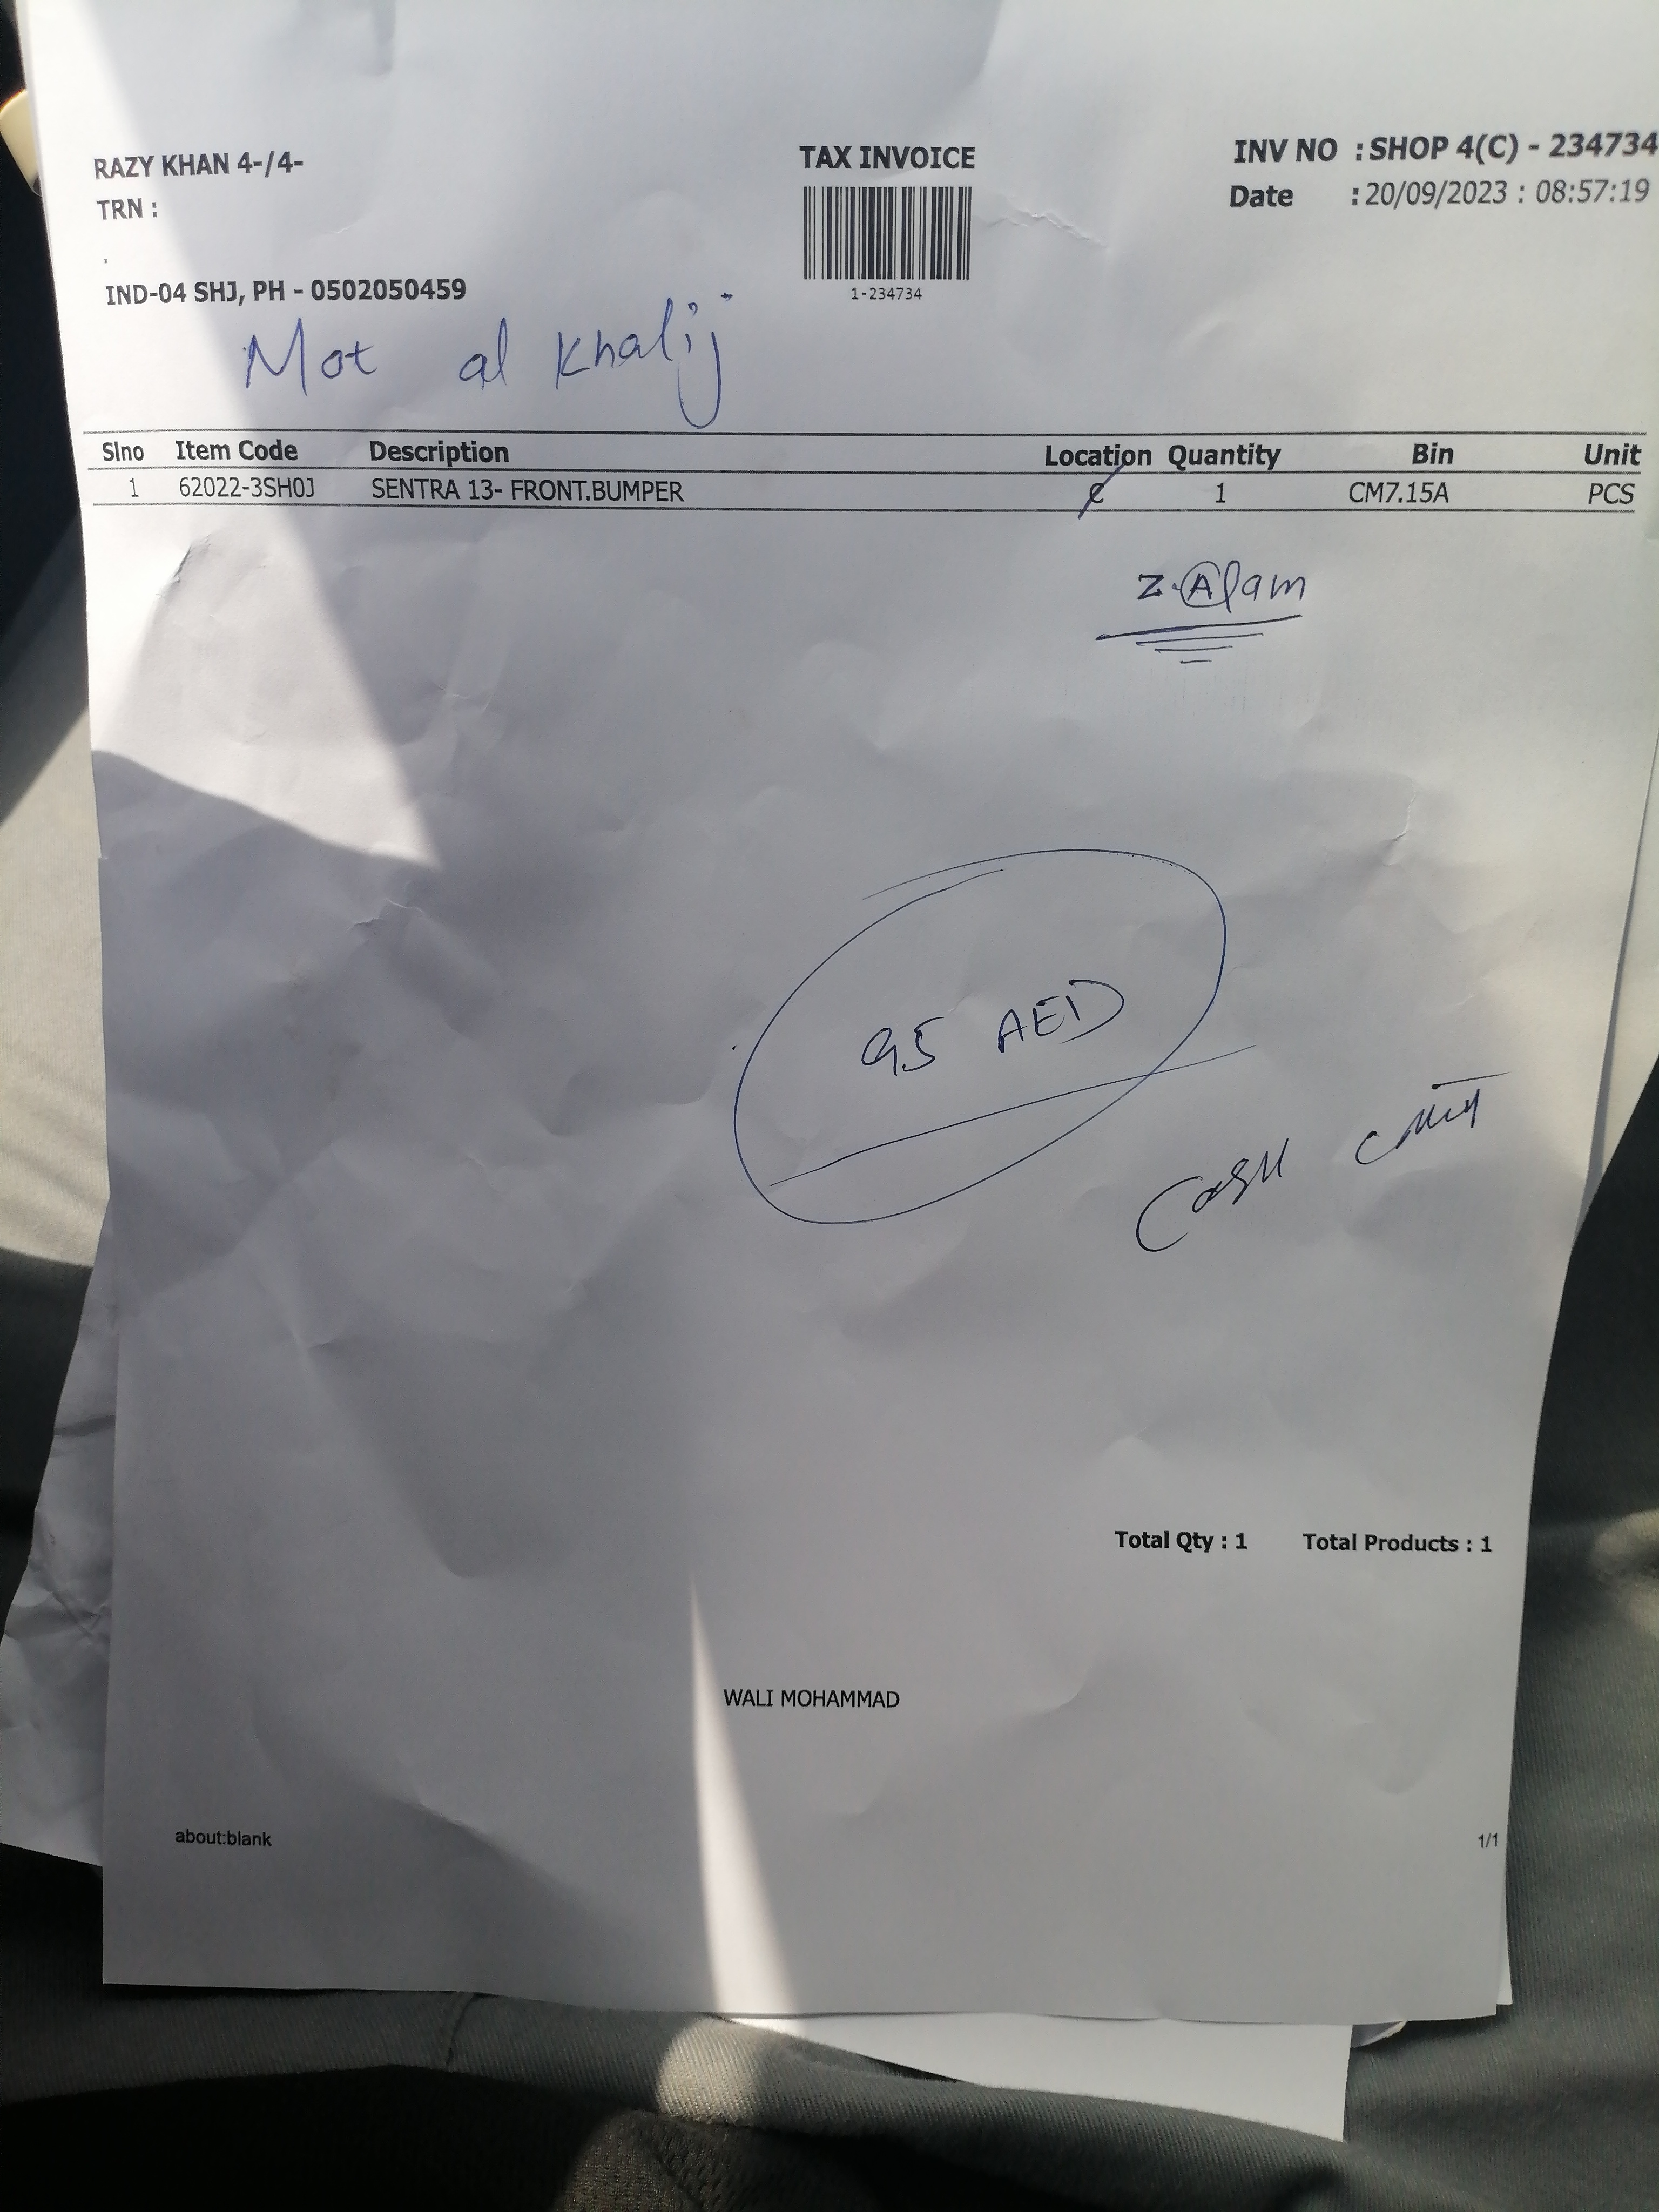 RAZY KHAN 4-/4-
TRN :
.
IND-04 SHJ, PH - 0502050459
TAX INVOICE
1-234734
INV NO : SHOP 4(C) - 234734
Date : 20/09/2023 : 08:57:19
Mot al Khalij
Slno Item Code Description Location Quantity Bin Unit
1 62022-3SH0J SENTRA 13- FRONT.BUMPER C 1 CM7.15A PCS
Z.Alam
95 AED
Cash
Total Qty : 1 Total Products : 1
WALI MOHAMMAD
about:blank 1/1